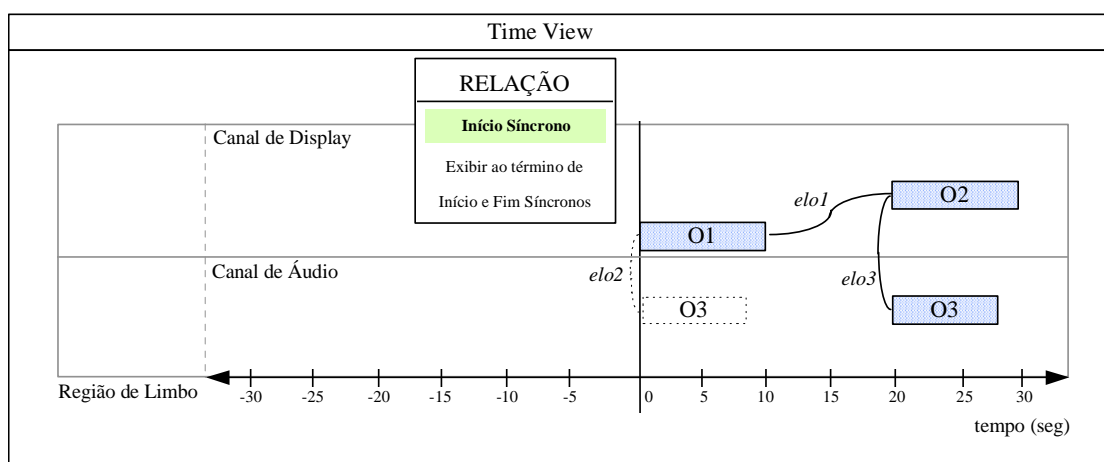 Time View
RELAÇÃO
Início Síncrono
Exibir ao término de
Início e Fim Síncronos
Canal de Display
elo1
O2
O1
Canal de Áudio
elo2
elo3
O3
O3
Região de Limbo
-30 -25 -20 -15 -10 -5 0 5 10 15 20 25 30
tempo (seg)